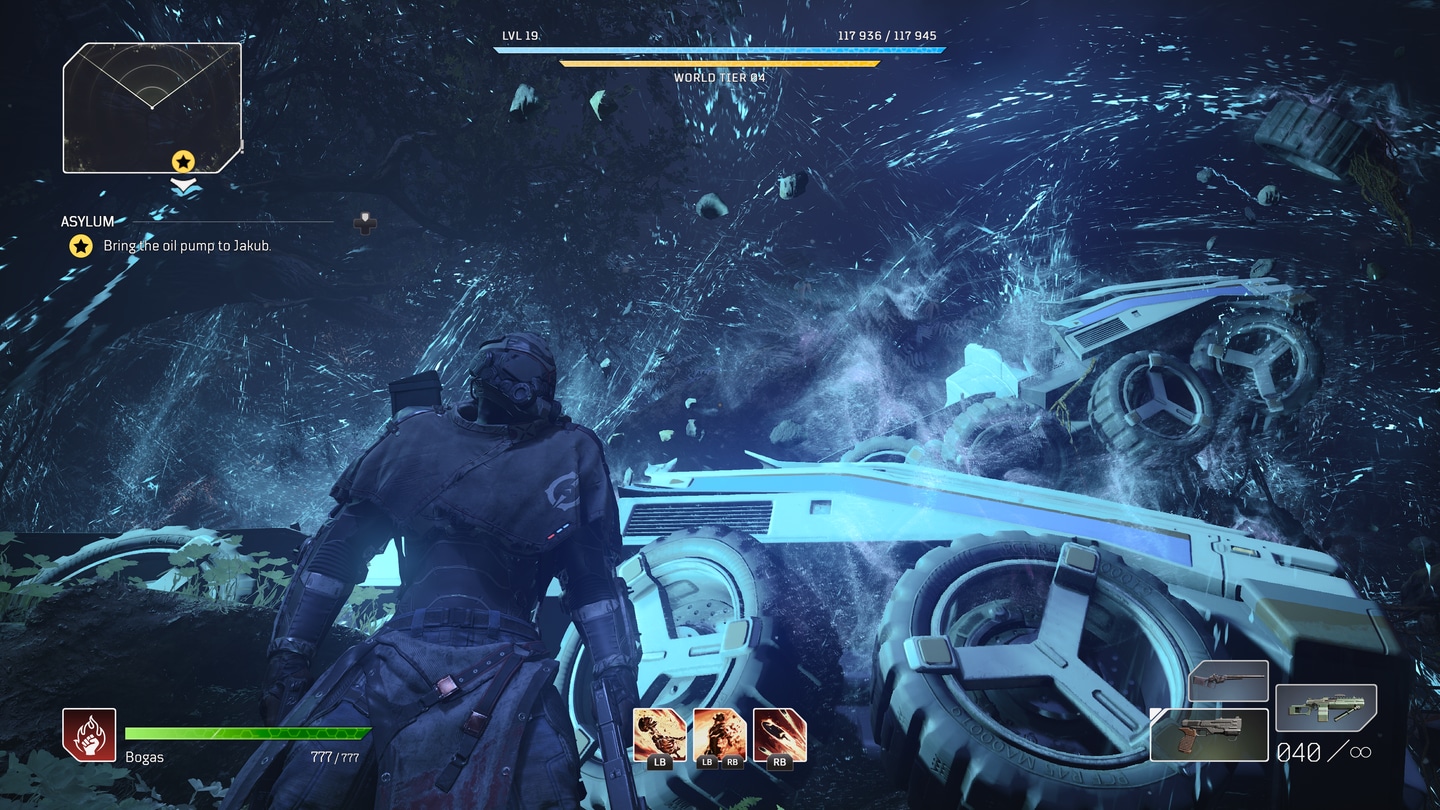 LVL 19
117 936 / 117 945
WORLD TIER 04
ASYLUM
Bring the oil pump to Jakub.
Bogas
777 / 777
LB
LB RB
RB
040 / ∞